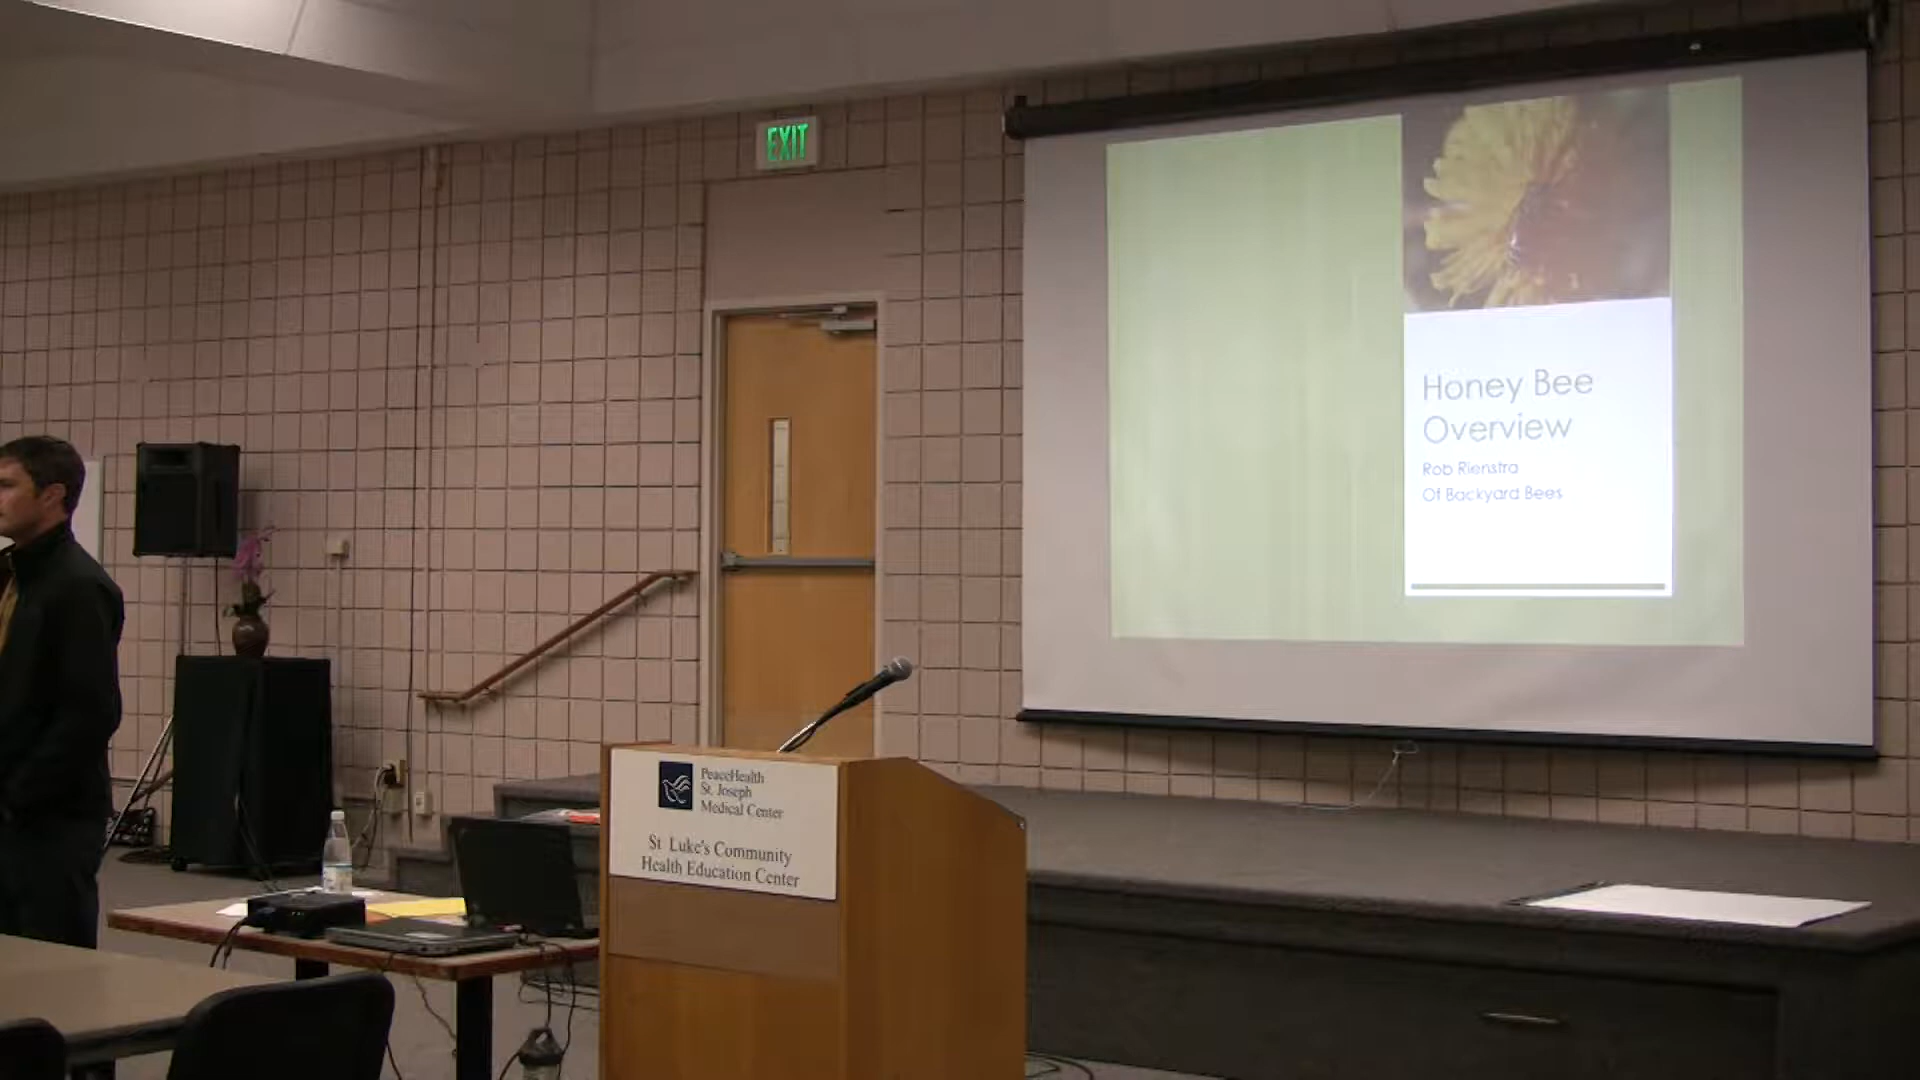 EXIT
Honey Bee
Overview
Rob Rienstra
Of Backyard Bees
PeaceHealth
St. Joseph
Medical Center
St Luke's Community
Health Education Center